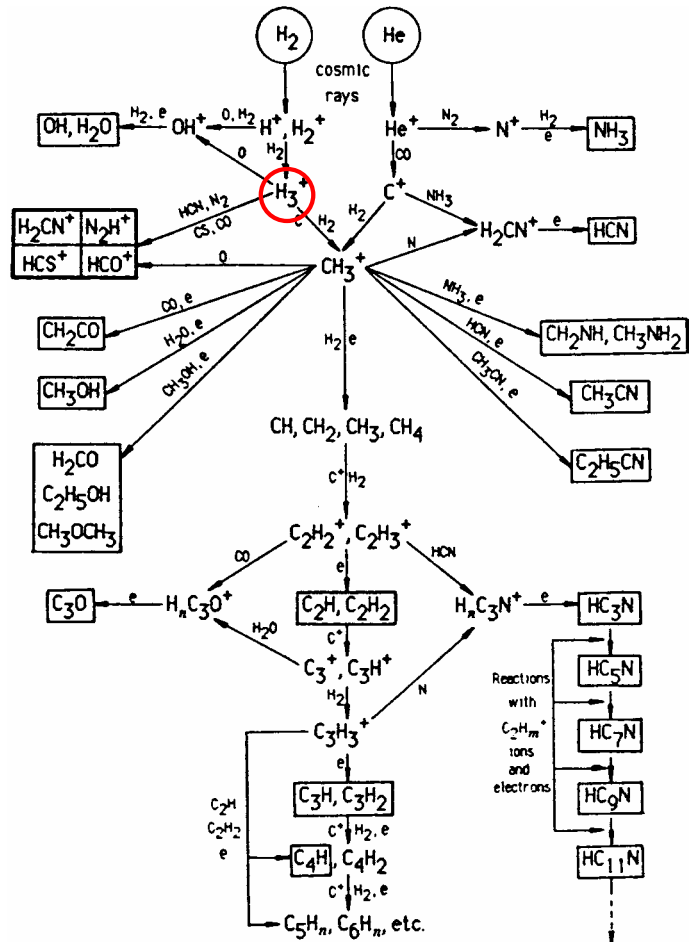 H₂ He
cosmic
rays
OH, H₂O H₂, e OH⁺ O, H₂ H⁺, H₂⁺ He⁺ N₂ N⁺ H₂ e NH₃
O H₂ CO
H₃⁺ C⁺
HCN, N₂ CS, CO C H₂ H₂ NH₃
H₂CN⁺ N₂H⁺ H₂CN⁺ e HCN
HCS⁺ HCO⁺ O CH₃⁺ N
CO, e NH₃, e
CH₂CO H₂O, e H₂ e HCN, e CH₂NH, CH₃NH₂
CH₃OH CH₃OH, e CH₃CN, e CH₃CN
CH, CH₂, CH₃, CH₄
H₂CO C⁺ H₂ C₂H₅CN
C₂H₅OH
CH₃OCH₃ C₂H₂⁺, C₂H₃⁺
CO e HCN
C₃O e HₙC₃O⁺ C₂H, C₂H₂ HₙC₃N⁺ e HC₃N
H₂O C⁺
C₃⁺, C₃H⁺ N HC₅N
H₂
C₃H₃⁺ HC₇N
Reactions
with
C₂Hₘ⁺
ions
and
electrons
e
C₃H, C₃H₂ HC₉N
C₂H
C₂H₂
e
C⁺ H₂, e
C₄H, C₄H₂ HC₁₁N
C⁺ H₂, e
C₅Hₙ, C₆Hₙ, etc.